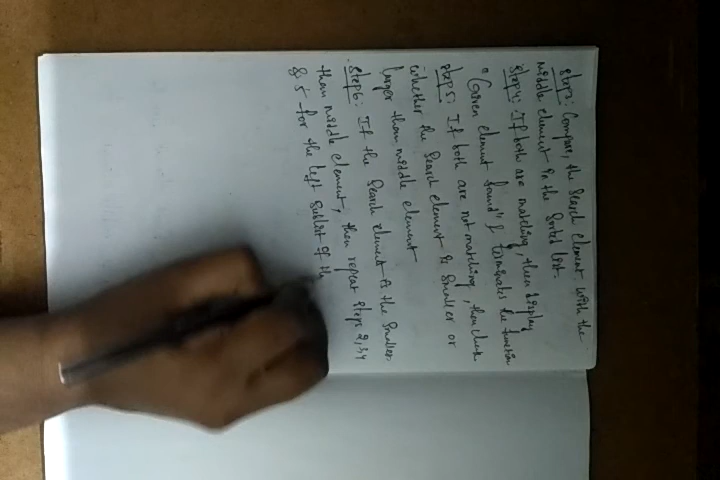 Step3: Compare, the Search Element with the
middle element in the Sorted list.
Step4: If both are matching, then display
"Given element found" & terminates the function
Step5: If both are not matching, then check
whether the Search element is Smaller or
larger than middle element
Step6: If the Search element is the Smaller
than middle element, then repeat Steps 2,3,4
& 5 for the left Sublist of the